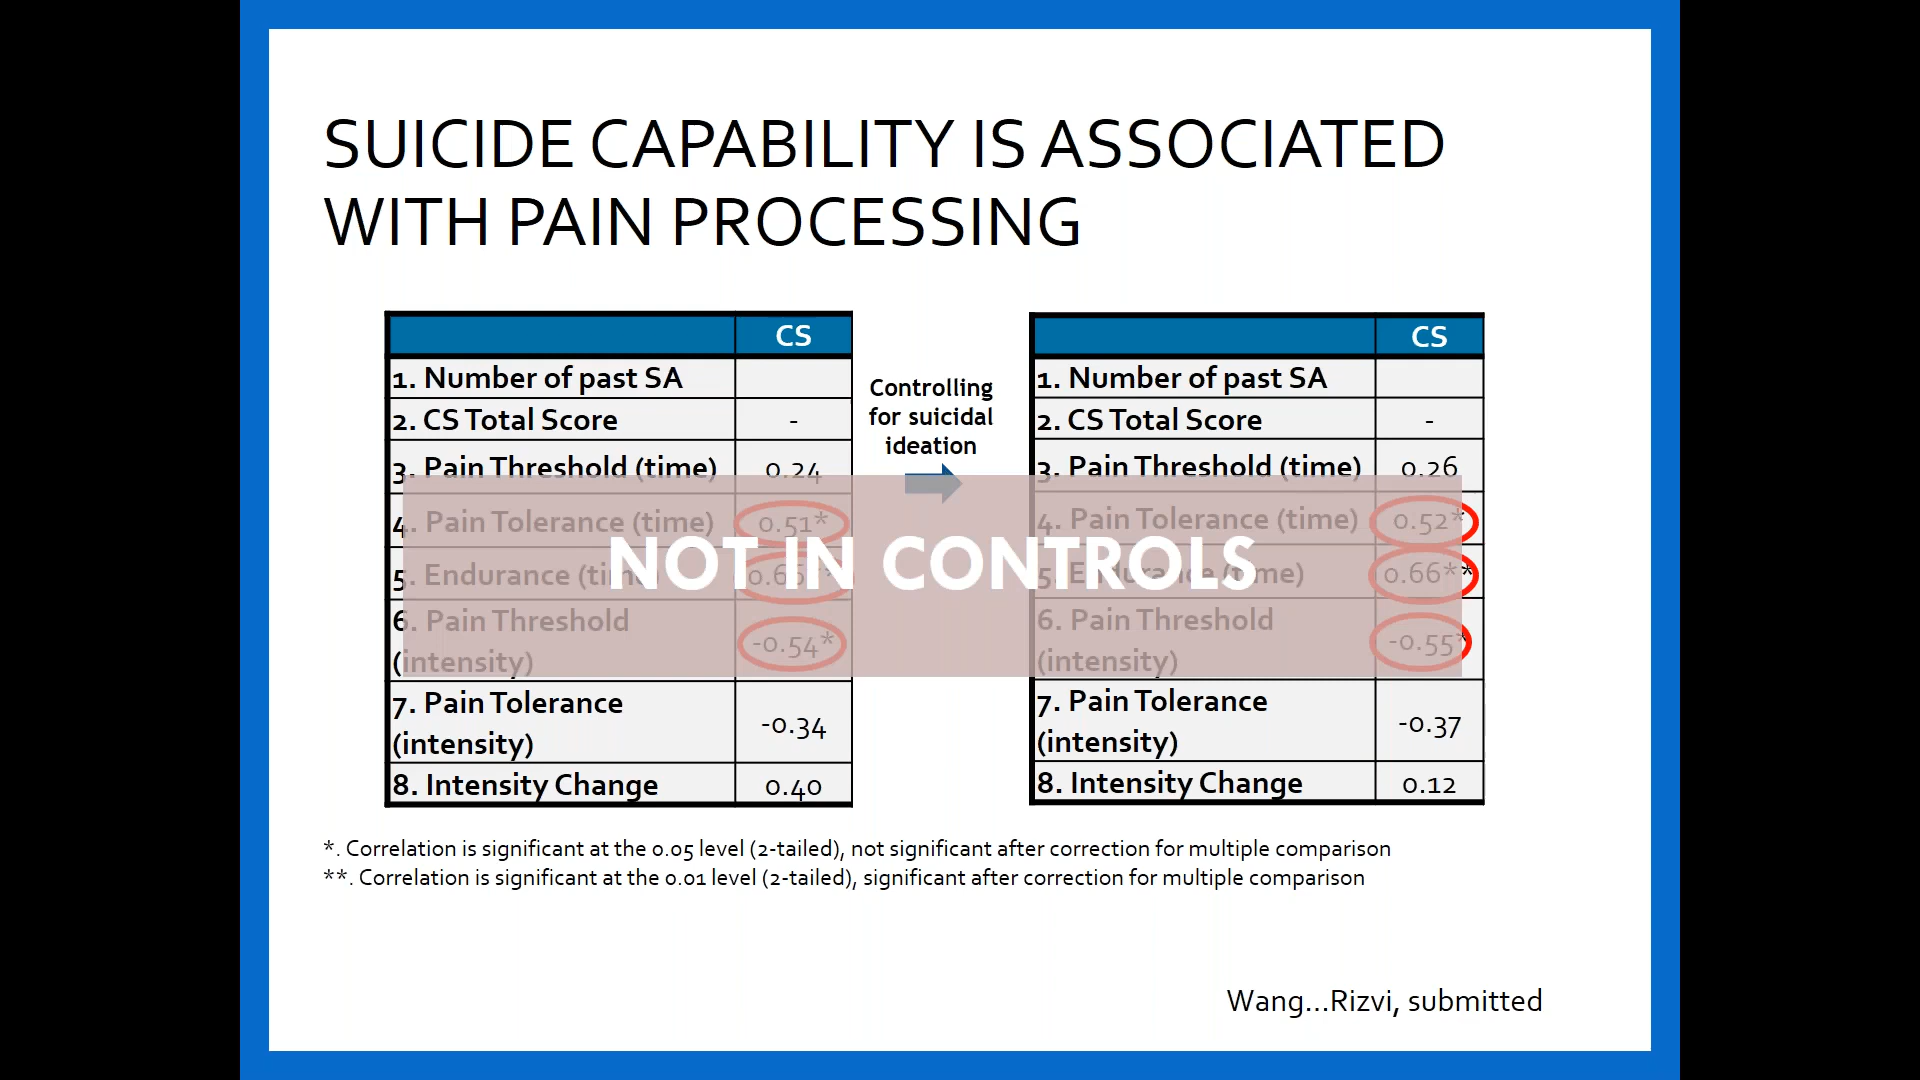 SUICIDE CAPABILITY IS ASSOCIATED
WITH PAIN PROCESSING
CS
1. Number of past SA
2. CS Total Score -
3. Pain Threshold (time) 0.24
4. Pain Tolerance (time) 0.51*
5. Endurance (time)
6. Pain Threshold
(intensity) -0.54*
7. Pain Tolerance
(intensity) -0.34
8. Intensity Change 0.40
Controlling
for suicidal
ideation
CS
1. Number of past SA
2. CS Total Score -
3. Pain Threshold (time) 0.26
4. Pain Tolerance (time) 0.52*
5. Endurance (time) 0.66**
6. Pain Threshold
(intensity) -0.55*
7. Pain Tolerance
(intensity) -0.37
8. Intensity Change 0.12
NOT IN CONTROLS
*. Correlation is significant at the 0.05 level (2-tailed), not significant after correction for multiple comparison
**. Correlation is significant at the 0.01 level (2-tailed), significant after correction for multiple comparison
Wang...Rizvi, submitted